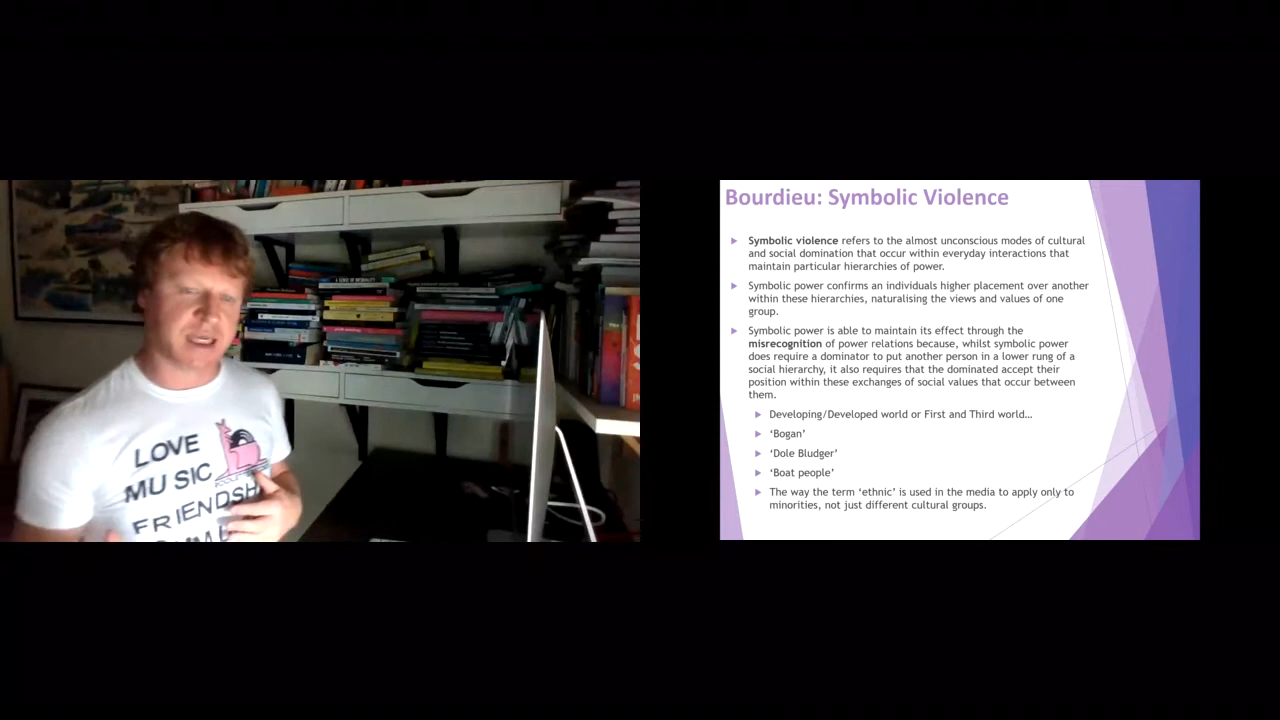 LOVE
MUSIC
FRIENDSH
Bourdieu: Symbolic Violence
Symbolic violence refers to the almost unconscious modes of cultural
and social domination that occur within everyday interactions that
maintain particular hierarchies of power.
Symbolic power confirms an individuals higher placement over another
within these hierarchies, naturalising the views and values of one
group.
Symbolic power is able to maintain its effect through the
misrecognition of power relations because, whilst symbolic power
does require a dominator to put another person in a lower rung of a
social hierarchy, it also requires that the dominated accept their
position within these exchanges of social values that occur between
them.
Developing/Developed world or First and Third world…
‘Bogan’
‘Dole Bludger’
‘Boat people’
The way the term ‘ethnic’ is used in the media to apply only to
minorities, not just different cultural groups.